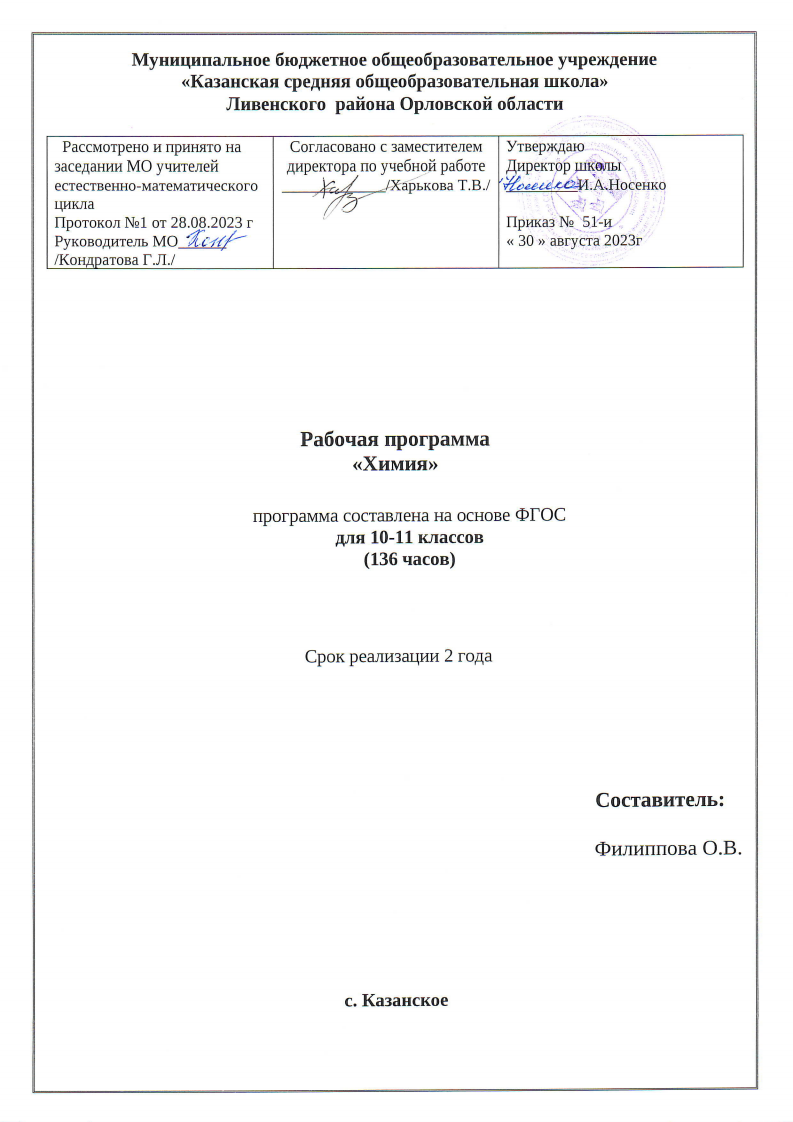 Муниципальное бюджетное общеобразовательное учреждение
«Казанская средняя общеобразовательная школа»
Ливенского района Орловской области
Рассмотрено и принято на
заседании МО учителей
естественно-математического
цикла
Протокол №1 от 28.08.2023 г
Руководитель МО______
/Кондратова Г.Л./
Согласовано с заместителем
директора по учебной работе
_____________/Харькова Т.В./
Утверждаю
Директор школы
_________И.А.Носенко
Приказ № 51-и
« 30 » августа 2023г
Рабочая программа
«Химия»
программа составлена на основе ФГОС
для 10-11 классов
(136 часов)
Срок реализации 2 года
Составитель:
Филиппова О.В.
с. Казанское